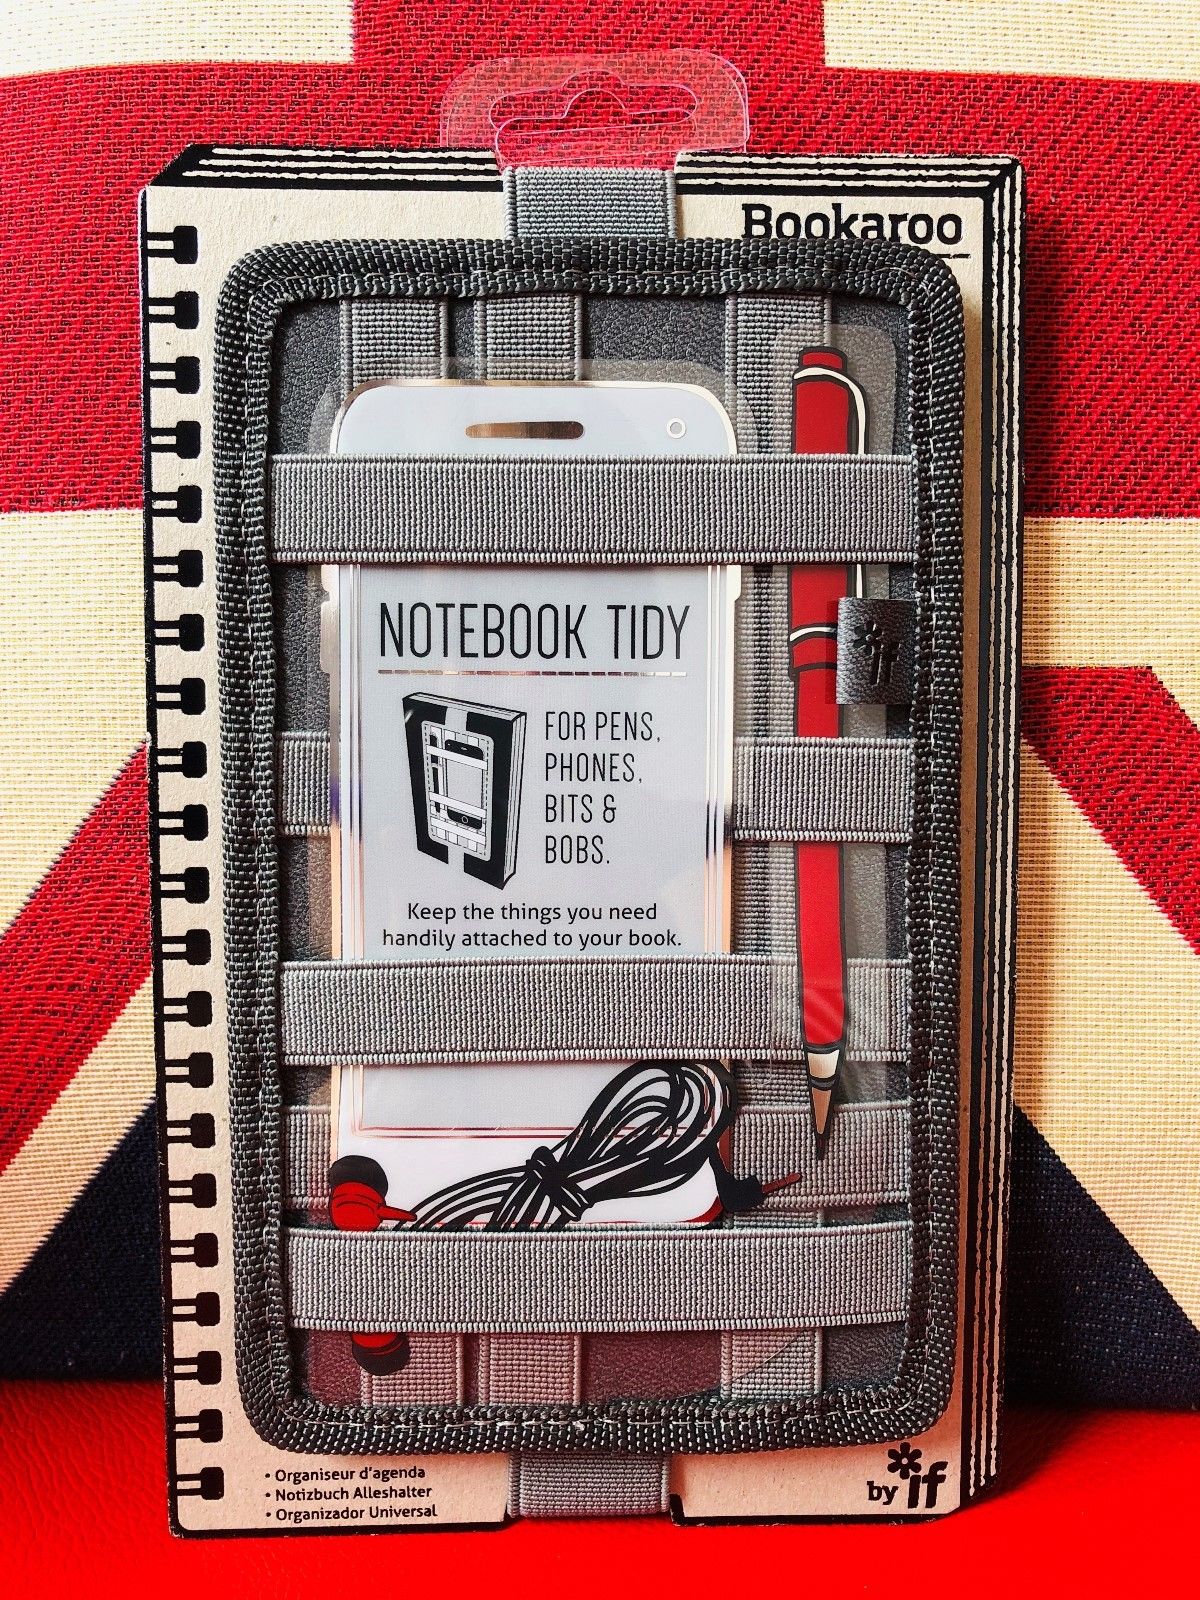 Bookaroo
if
NOTEBOOK TIDY
FOR PENS,
PHONES,
BITS &
BOBS.
Keep the things you need
handily attached to your book.
• Organiseur d'agenda
• Notizbuch Alleshalter
• Organizador Universal
by if